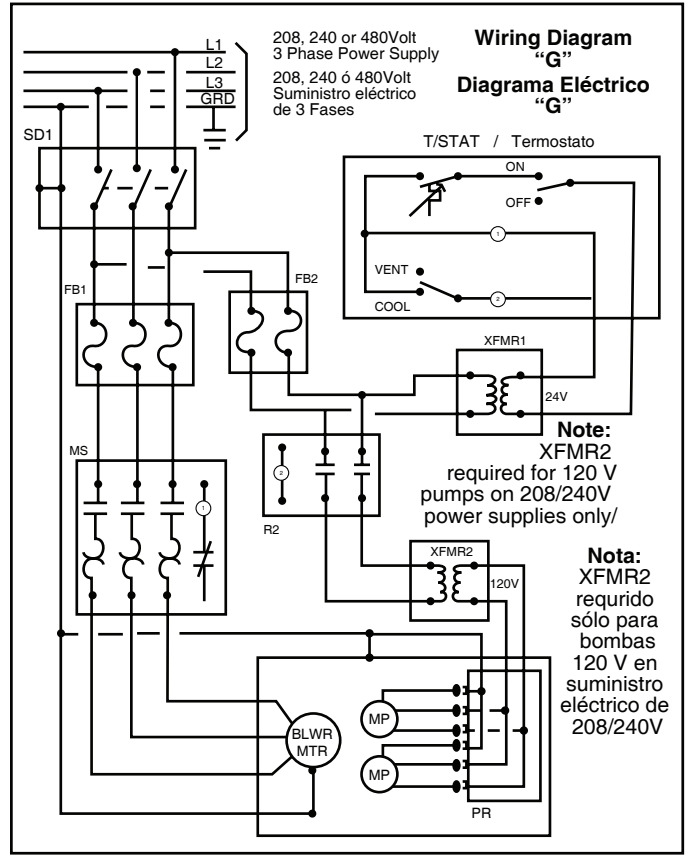 L1
L2
L3
GRD
208, 240 or 480Volt
3 Phase Power Supply
208, 240 ó 480Volt
Suministro eléctrico
de 3 Fases
Wiring Diagram
“G”
Diagrama Eléctrico
“G”
SD1
T/STAT / Termostato
ON
OFF
1
VENT
COOL
2
FB1
FB2
XFMR1
24V
Note:
XFMR2
required for 120 V
pumps on 208/240V
power supplies only/
MS
1
2
R2
XFMR2
120V
Nota:
XFMR2
requrido
sólo para
bombas
120 V en
suministro
eléctrico de
208/240V
BLWR
MTR
MP
MP
PR